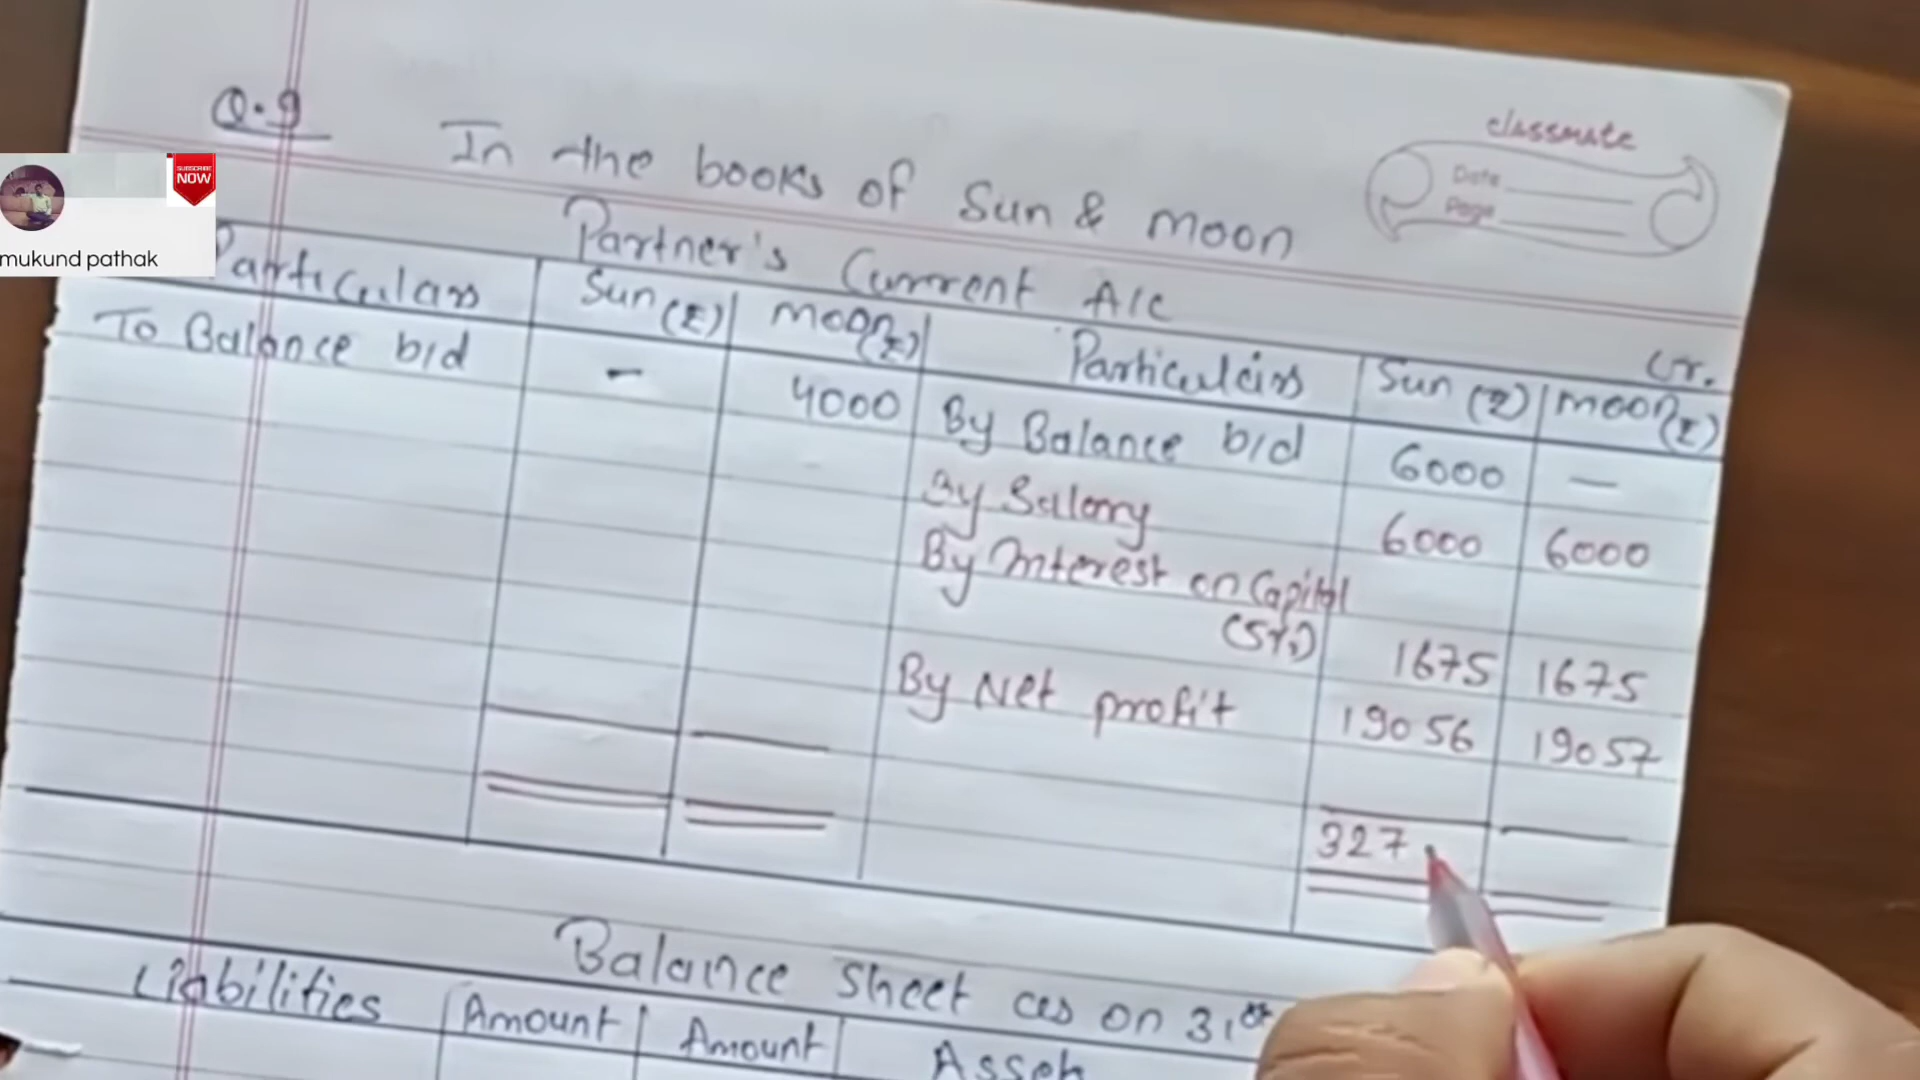 classmate
Date
Page
Q.9
In the books of Sun & Moon
SUBSCRIBE
NOW
mukund pathak
Partner's Current A/c
Cr.
Particulars Sun (₹) Moon (₹) Particulars Sun (₹) Moon (₹)
To Balance b/d - 4000 By Balance b/d 6000 —
By Salary 6000 6000
By Interest on Capital
(5%) 1675 1675
By Net profit 19056 19057
327
Balance Sheet as on 31st
Liabilities Amount Amount Assets